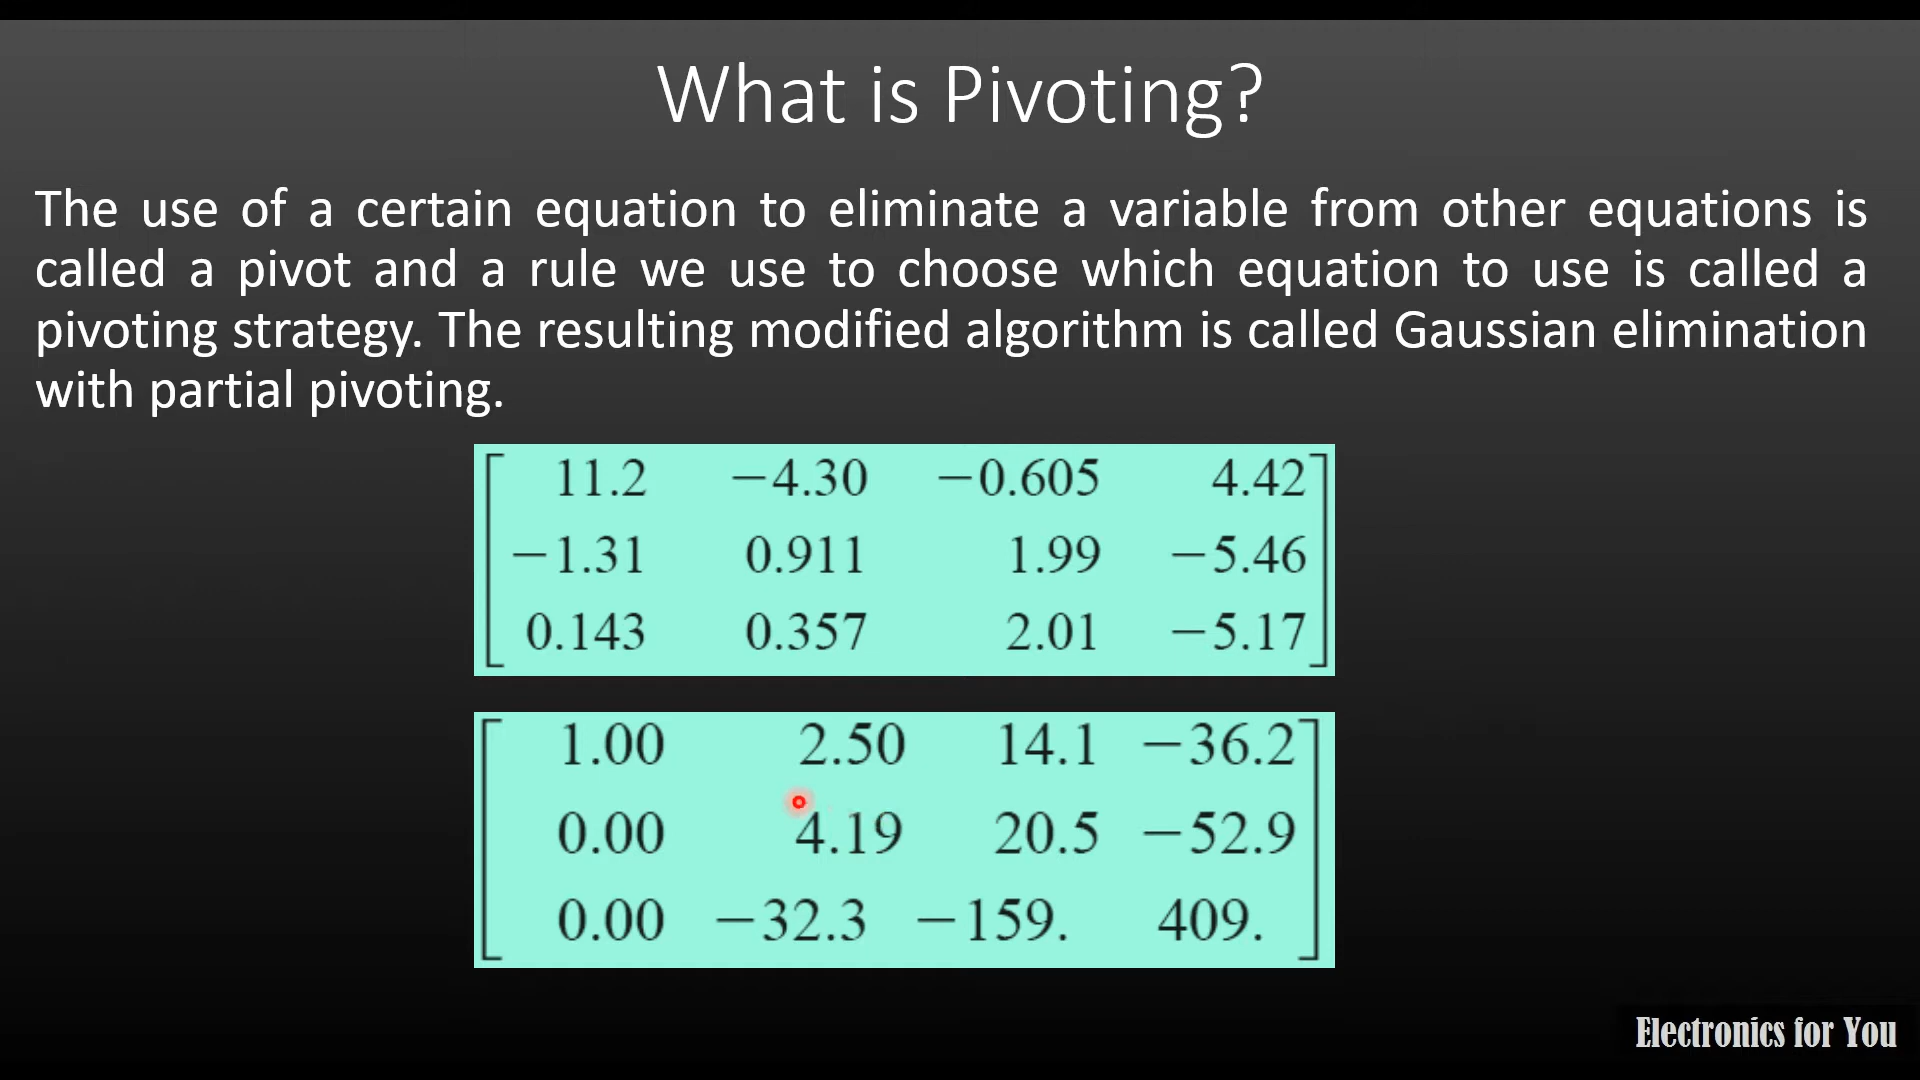 What is Pivoting?
The use of a certain equation to eliminate a variable from other equations is
called a pivot and a rule we use to choose which equation to use is called a
pivoting strategy. The resulting modified algorithm is called Gaussian elimination
with partial pivoting.
11.2 −4.30 −0.605 4.42
−1.31 0.911 1.99 −5.46
0.143 0.357 2.01 −5.17
1.00 2.50 14.1 −36.2
0.00 4.19 20.5 −52.9
0.00 −32.3 −159. 409.
Electronics for You